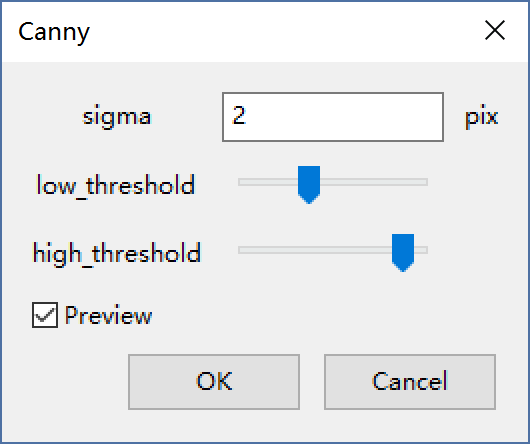 Canny
sigma 2 pix
low_threshold
high_threshold
Preview
OK Cancel